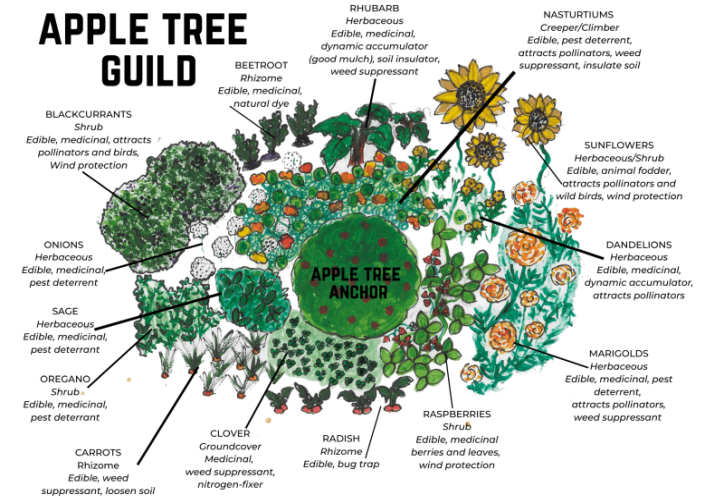 APPLE TREE
GUILD
RHUBARB
Herbaceous
Edible, medicinal,
dynamic accumulator
(good mulch), soil insulator,
weed suppressant
NASTURTIUMS
Creeper/Climber
Edible, pest deterrent,
attracts pollinators, weed
suppressant, insulate soil
BEETROOT
Rhizome
Edible, medicinal,
natural dye
BLACKCURRANTS
Shrub
Edible, medicinal, attracts
pollinators and birds,
Wind protection
SUNFLOWERS
Herbaceous/Shrub
Edible, animal fodder,
attracts pollinators and
wild birds, wind protection
ONIONS
Herbaceous
Edible, medicinal,
pest deterrent
APPLE TREE
ANCHOR
DANDELIONS
Herbaceous
Edible, medicinal,
dynamic accumulator,
attracts pollinators
SAGE
Herbaceous
Edible, medicinal,
pest deterrant
MARIGOLDS
Herbaceous
Edible, medicinal, pest
deterrent,
attracts pollinators,
weed suppressant
OREGANO
Shrub
Edible, medicinal,
pest deterrant
CARROTS
Rhizome
Edible, weed
suppressant, loosen soil
CLOVER
Groundcover
Medicinal,
weed suppressant,
nitrogen-fixer
RADISH
Rhizome
Edible, bug trap
RASPBERRIES
Shrub
Edible, medicinal
berries and leaves,
wind protection